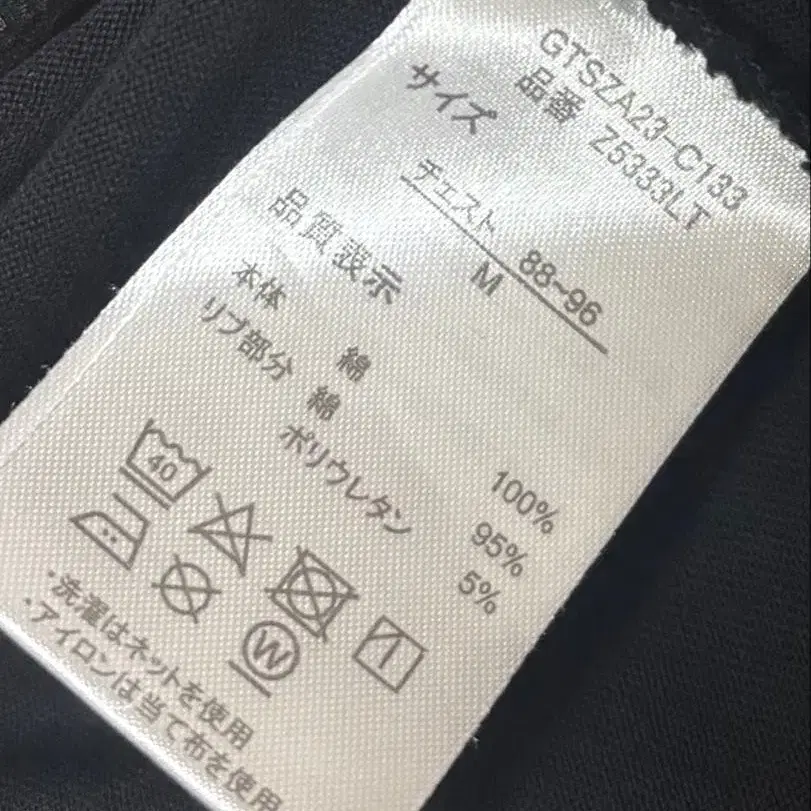 GTSZA23-C133
品番 Z5333LT
サイズ
チェスト 88~96
M
品質表示
本体 綿 100%
リブ部分 綿 95%
ポリウレタン 5%
40
W
・洗濯はネットを使用
・アイロンは当て布を使用